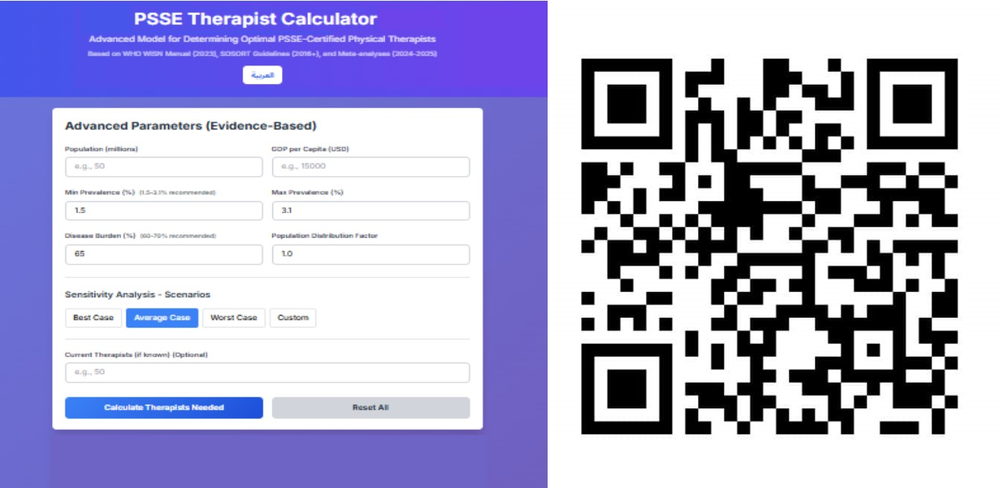 PSSE Therapist Calculator
Advanced Model for Determining Optimal PSSE-Certified Physical Therapists
Based on WHO WISN Manual (2023), SOSORT Guidelines (2016+), and Meta-analyses (2024-2025)
العربية
Advanced Parameters (Evidence-Based)
Population (millions) GDP per Capita (USD)
e.g., 50 e.g., 15000
Min Prevalence (%) (1.5-3.1% recommended) Max Prevalence (%)
1.5 3.1
Disease Burden (%) (60-70% recommended) Population Distribution Factor
65 1.0
Sensitivity Analysis - Scenarios
Best Case Average Case Worst Case Custom
Current Therapists (if known) (Optional)
e.g., 50
Calculate Therapists Needed Reset All